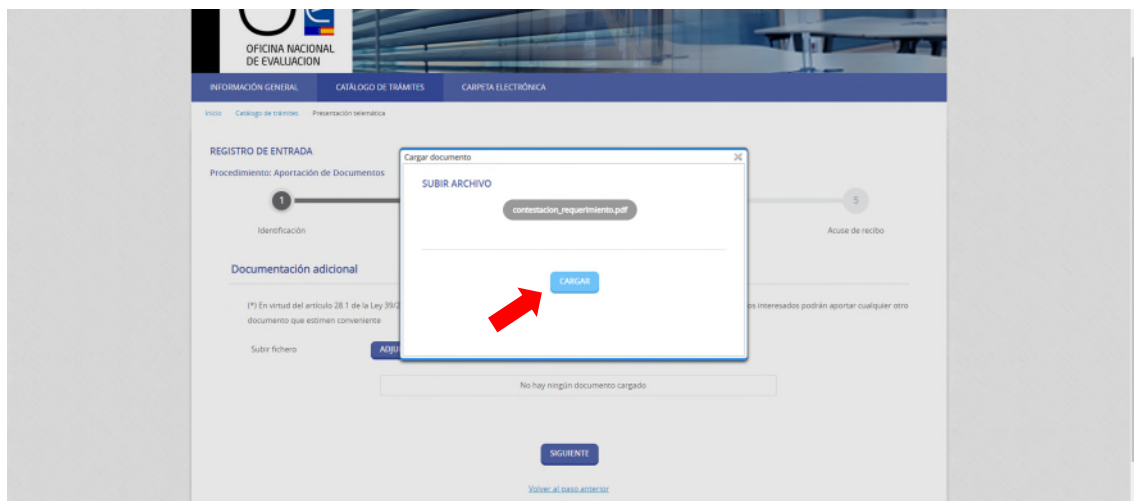 OFICINA NACIONAL
DE EVALUACION
INFORMACIÓN GENERAL CATÁLOGO DE TRÁMITES CARPETA ELECTRÓNICA
Inicio Catálogo de trámites Presentación telemática
REGISTRO DE ENTRADA
Procedimiento: Aportación de Documentos
1
Identificación
5
Acuse de recibo
Cargar documento
SUBIR ARCHIVO
contestacion_requerimiento.pdf
CARGAR
Documentación adicional
(*) En virtud del artículo 28.1 de la Ley 39/2 os interesados podrán aportar cualquier otro
documento que estimen conveniente
Subir fichero ADJU
No hay ningún documento cargado
SIGUIENTE
Volver al paso anterior